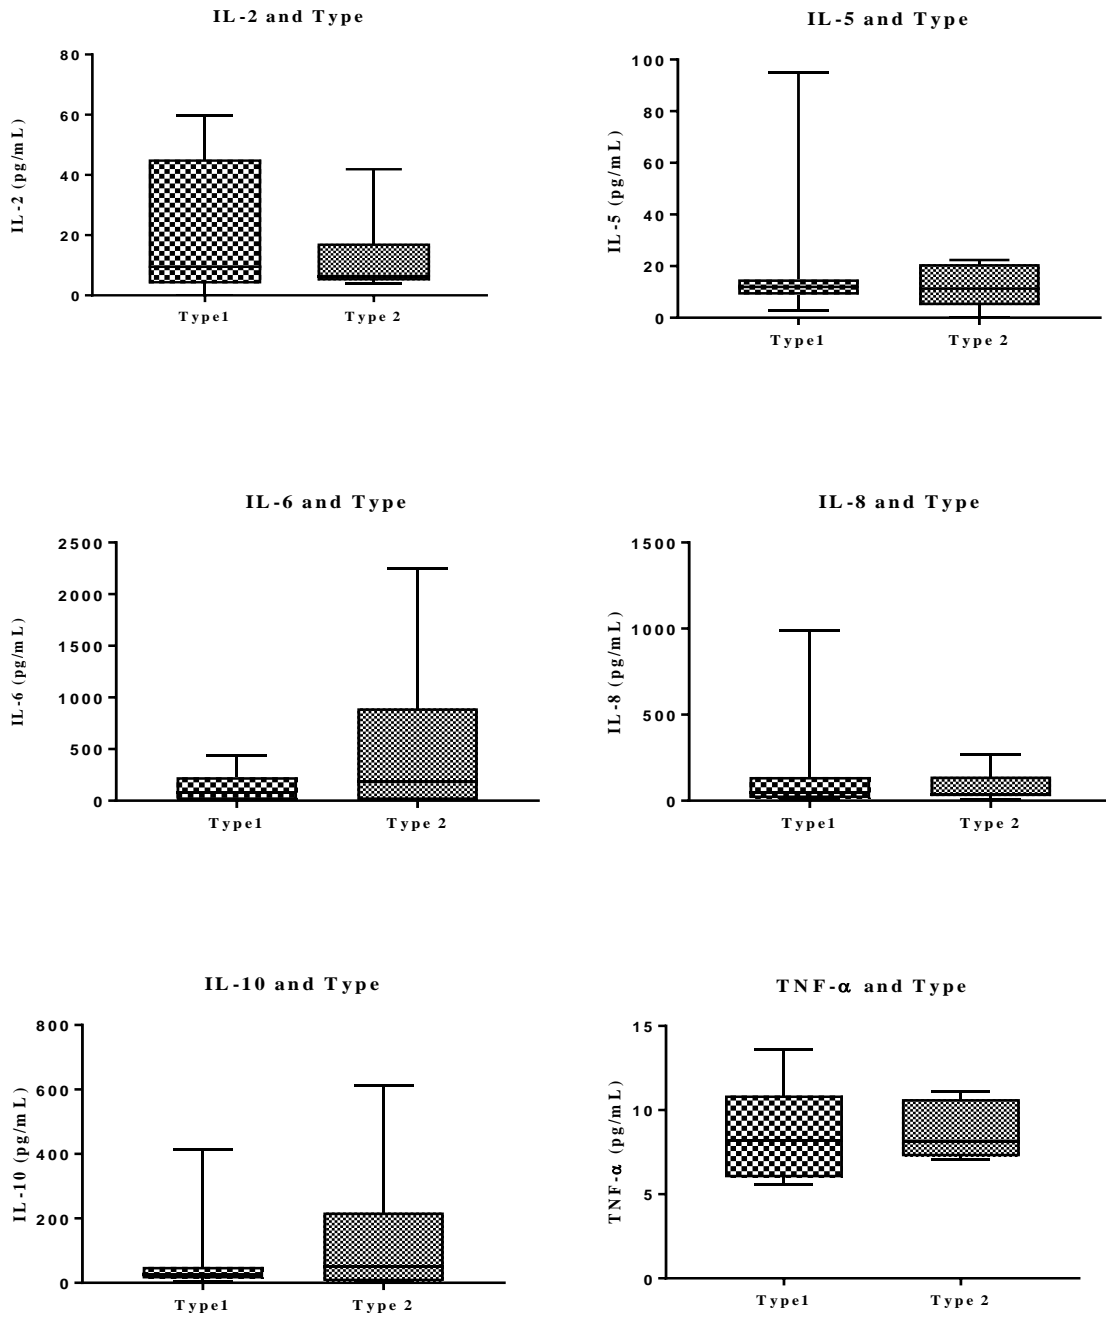 IL-2 and Type
IL-2 (pg/mL)
80
60
40
20
0
Type1
Type 2
IL-5 and Type
IL-5 (pg/mL)
100
80
60
40
20
0
Type1
Type 2
IL-6 and Type
IL-6 (pg/mL)
2500
2000
1500
1000
500
0
Type1
Type 2
IL-8 and Type
IL-8 (pg/mL)
1500
1000
500
0
Type1
Type 2
IL-10 and Type
IL-10 (pg/mL)
800
600
400
200
0
Type1
Type 2
TNF-α and Type
TNF-α (pg/mL)
15
10
5
0
Type1
Type 2